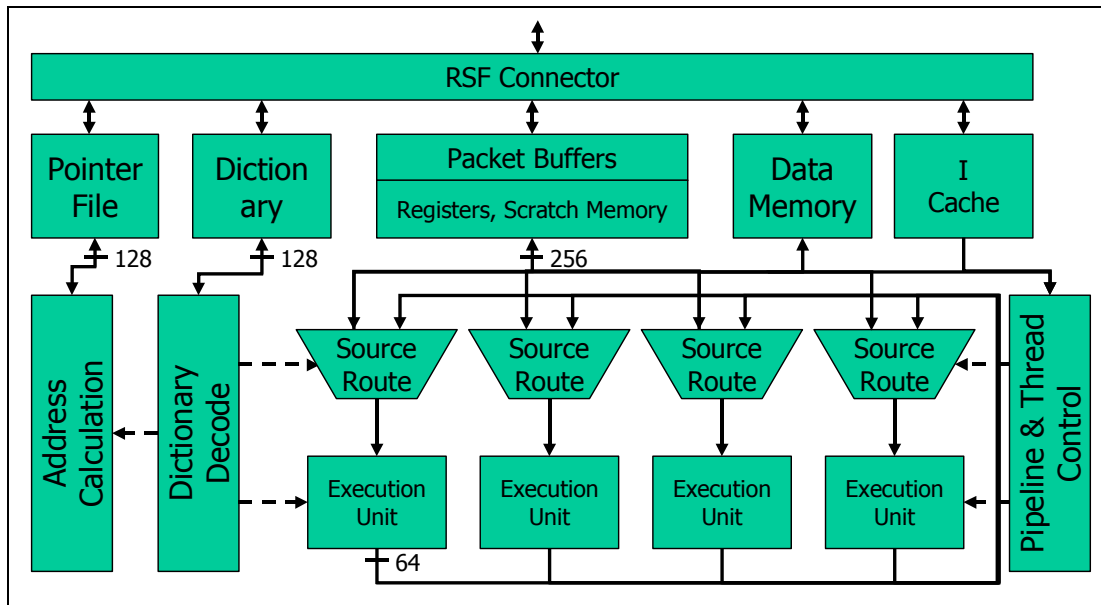 RSF Connector
Pointer
File
Diction
ary
Packet Buffers
Registers, Scratch Memory
Data
Memory
I
Cache
128
128
256
Address
Calculation
Dictionary
Decode
Source
Route
Source
Route
Source
Route
Source
Route
Pipeline & Thread
Control
Execution
Unit
Execution
Unit
Execution
Unit
Execution
Unit
64